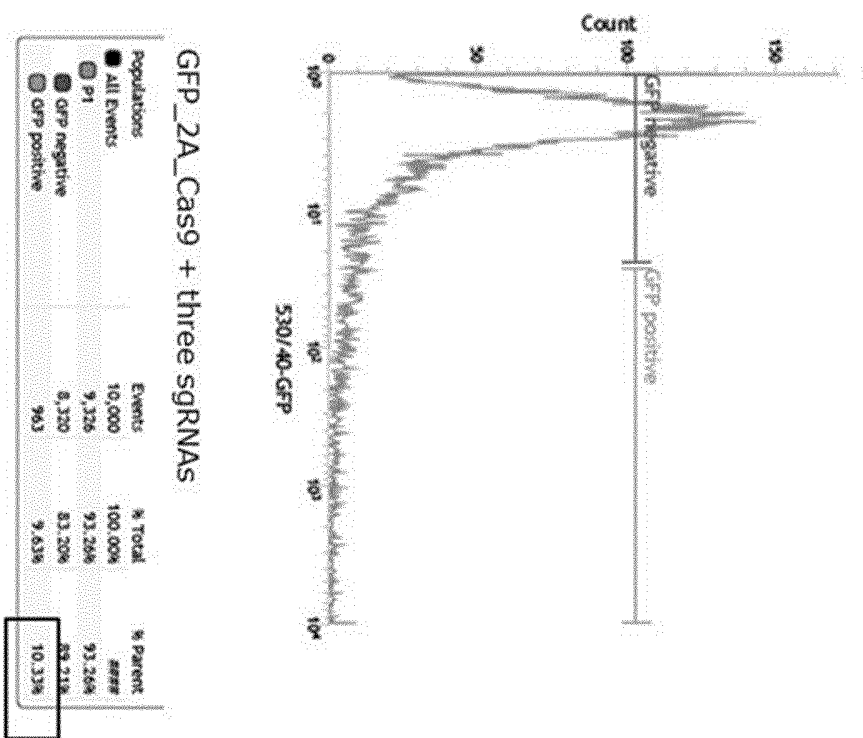 Count
150
100
50
0
GFP negative
GFP positive
10⁰
10¹
10²
10³
10⁴
530/40-GFP
GFP_2A_Cas9 + three sgRNAs
Populations Events % Total % Parent
All Events 10,000 100.00% ####
P1 9,326 93.26% 93.26%
GFP negative 8,320 83.20% 89.21%
GFP positive 963 9.63% 10.33%